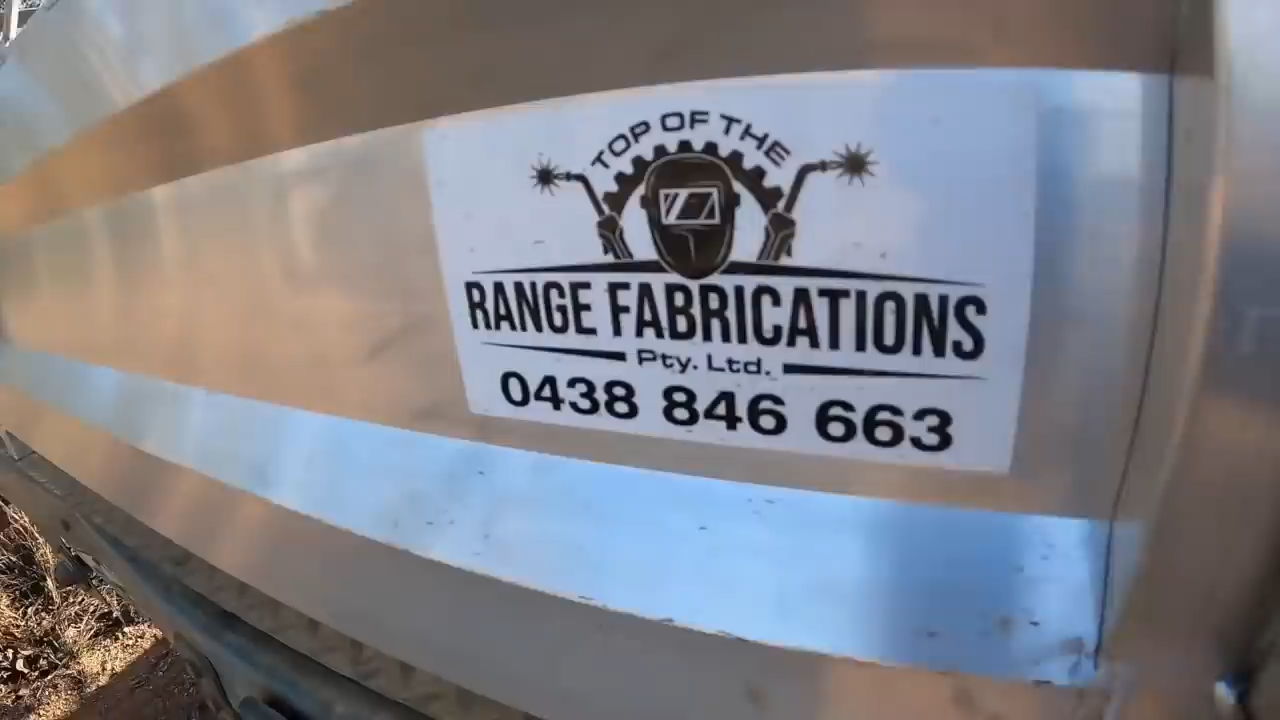 TOP OF THE
RANGE FABRICATIONS
Pty. Ltd.
0438 846 663